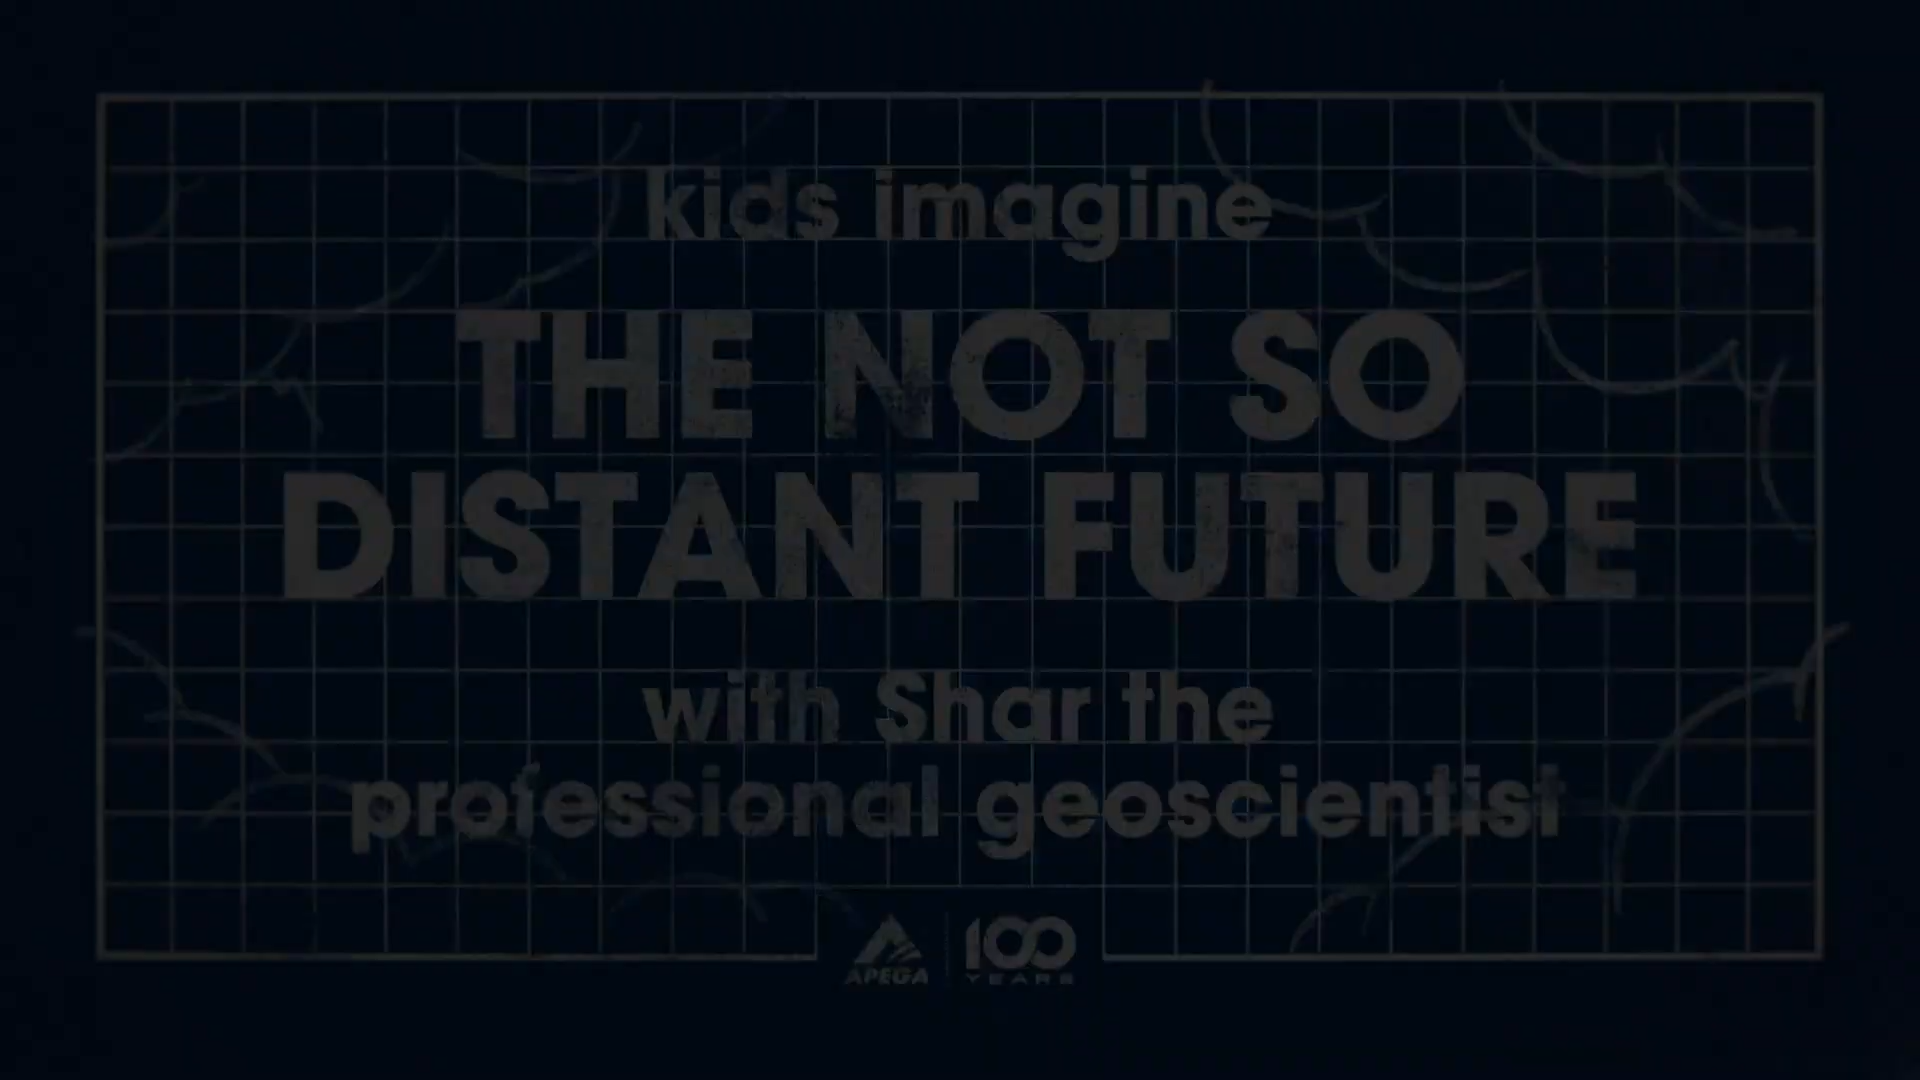 kids imagine
THE NOT SO
DISTANT FUTURE
with Shar the
professional geoscientist
APEGA
100
YEARS